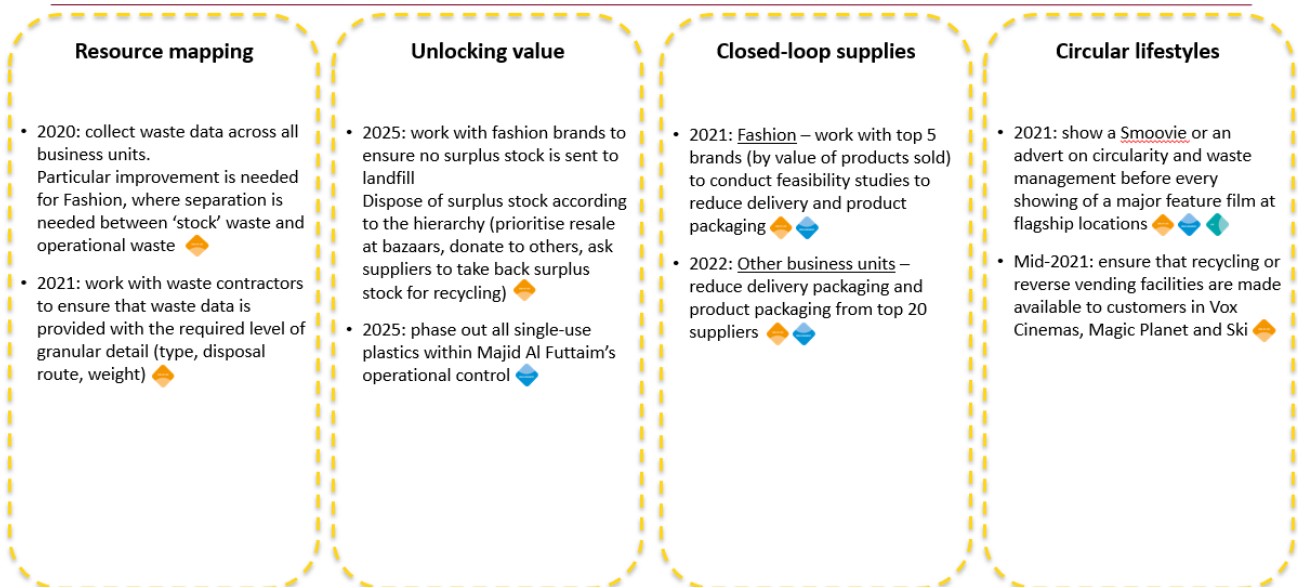 Resource mapping
• 2020: collect waste data across all
business units.
Particular improvement is needed
for Fashion, where separation is
needed between ‘stock’ waste and
operational waste
• 2021: work with waste contractors
to ensure that waste data is
provided with the required level of
granular detail (type, disposal
route, weight)
Unlocking value
• 2025: work with fashion brands to
ensure no surplus stock is sent to
landfill
Dispose of surplus stock according
to the hierarchy (prioritise resale
at bazaars, donate to others, ask
suppliers to take back surplus
stock for recycling)
• 2025: phase out all single-use
plastics within Majid Al Futtaim’s
operational control
Closed-loop supplies
• 2021: Fashion – work with top 5
brands (by value of products sold)
to conduct feasibility studies to
reduce delivery and product
packaging
• 2022: Other business units –
reduce delivery packaging and
product packaging from top 20
suppliers
Circular lifestyles
• 2021: show a Smoovie or an
advert on circularity and waste
management before every
showing of a major feature film at
flagship locations
• Mid-2021: ensure that recycling or
reverse vending facilities are made
available to customers in Vox
Cinemas, Magic Planet and Ski